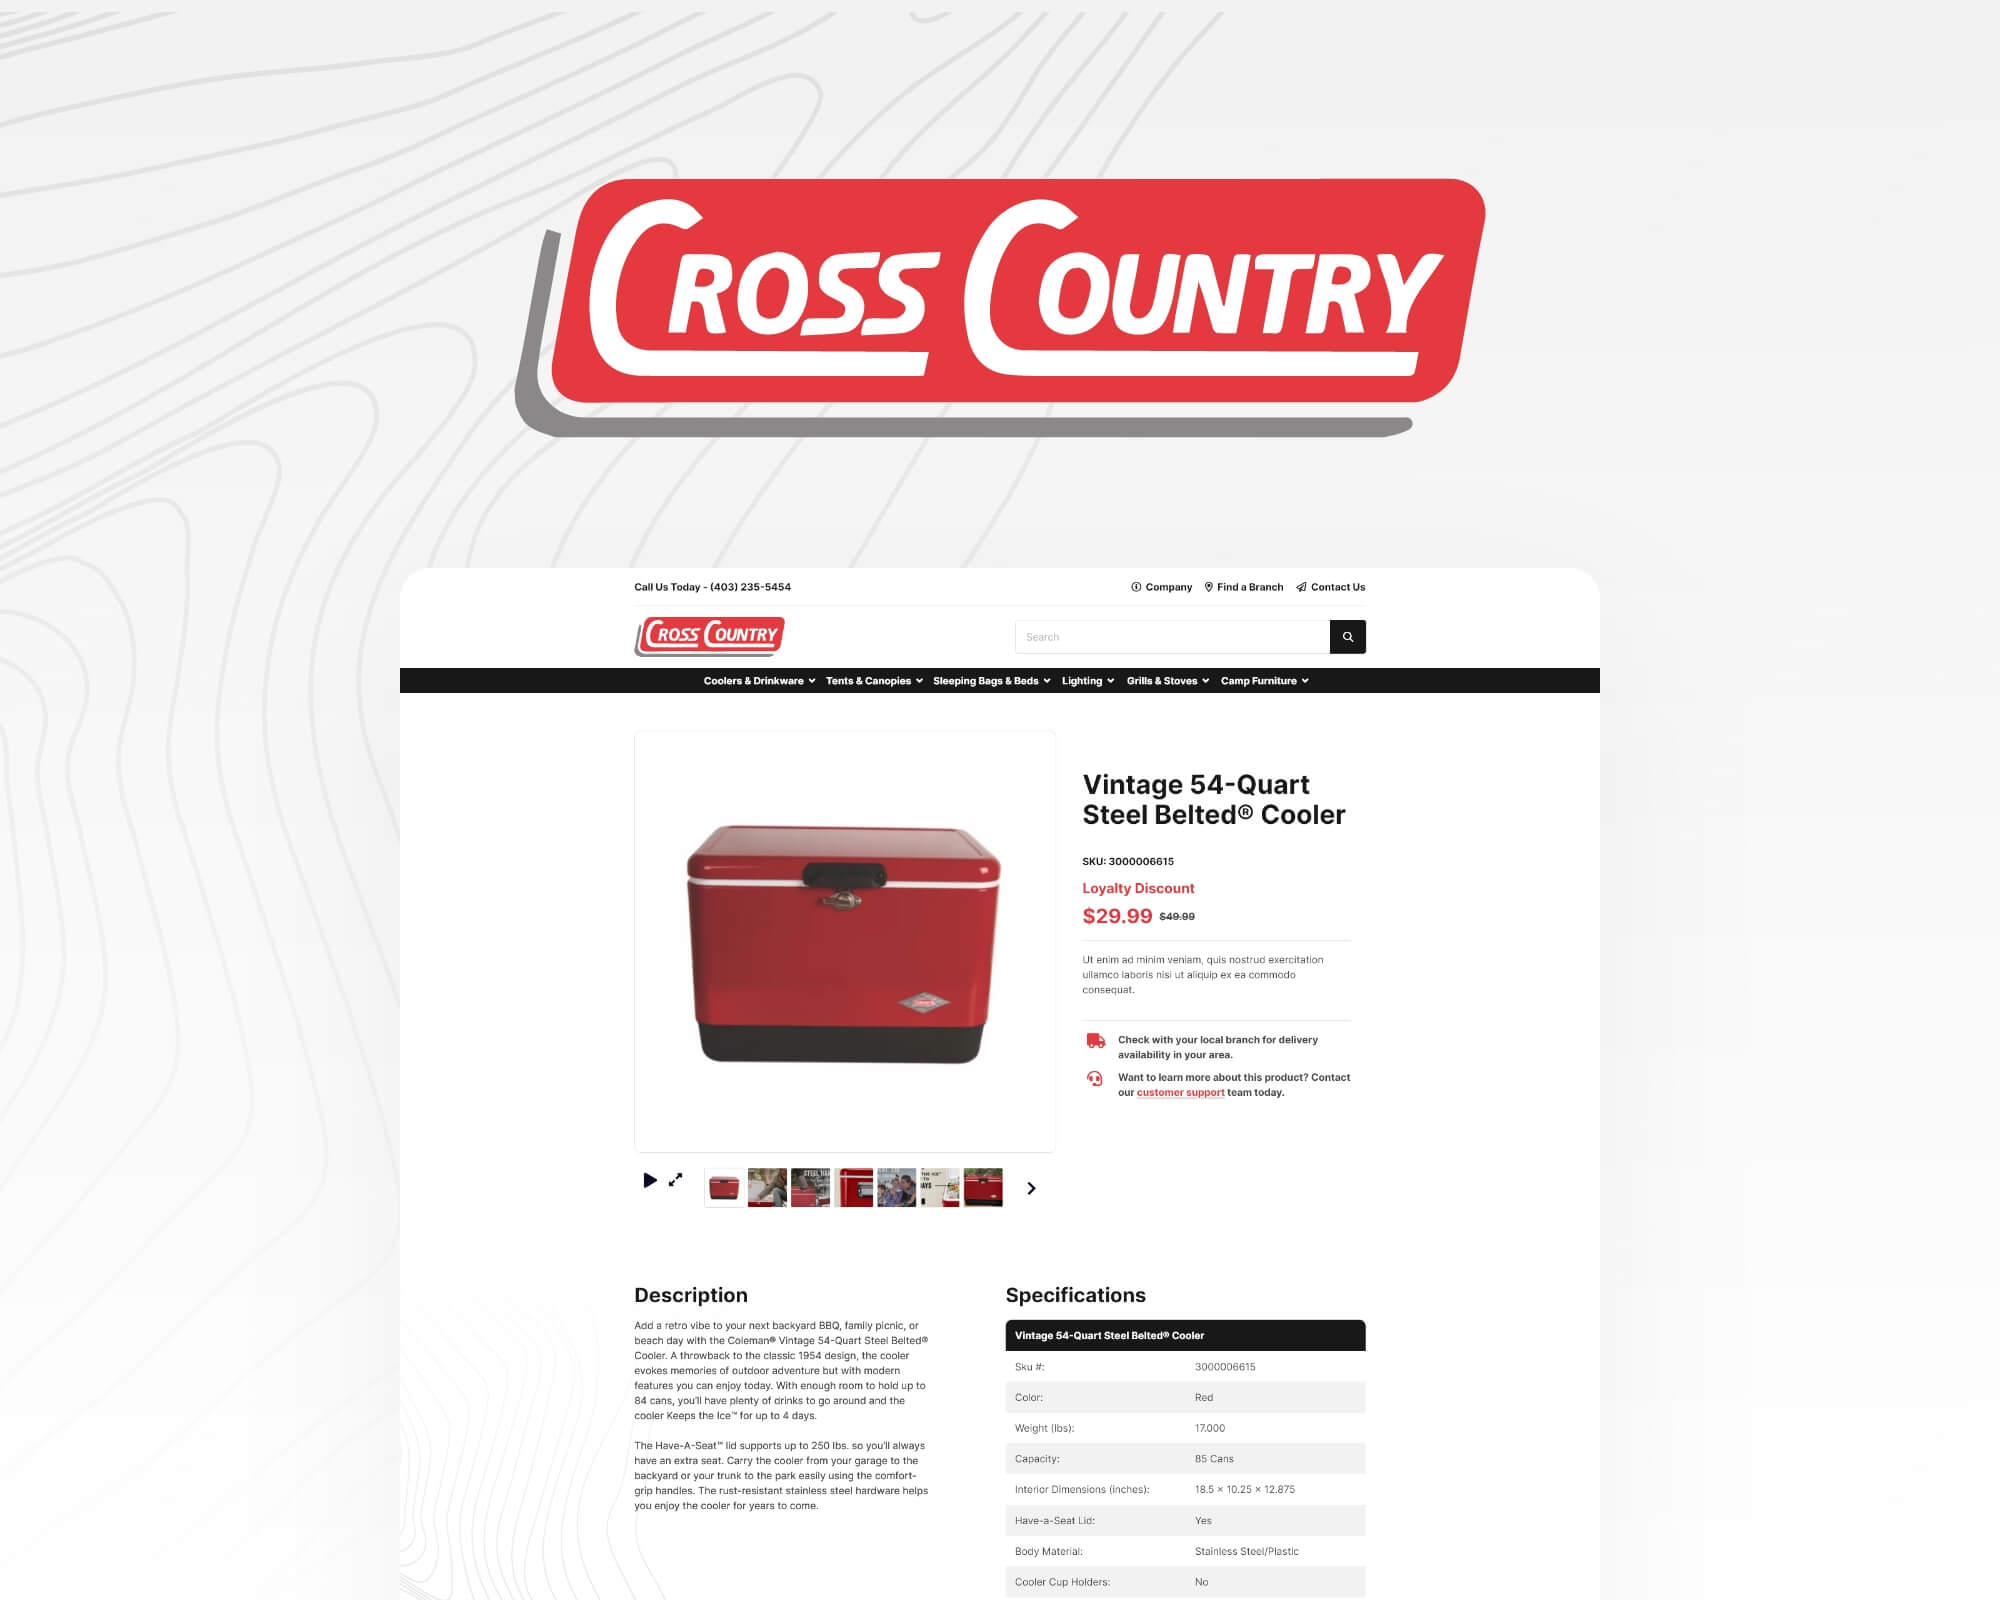 CROSS COUNTRY
Call Us Today - (403) 235-5454
Company
Find a Branch
Contact Us
CROSS COUNTRY
Search
Coolers & Drinkware
Tents & Canopies
Sleeping Bags & Beds
Lighting
Grills & Stoves
Camp Furniture
Vintage 54-Quart
Steel Belted® Cooler
SKU: 3000006615
Loyalty Discount
$29.99 $49.99
Ut enim ad minim veniam, quis nostrud exercitation
ullamco laboris nisi ut aliquip ex ea commodo
consequat.
Check with your local branch for delivery
availability in your area.
Want to learn more about this product? Contact
our customer support team today.
Description
Add a retro vibe to your next backyard BBQ, family picnic, or
beach day with the Coleman® Vintage 54-Quart Steel Belted®
Cooler. A throwback to the classic 1954 design, the cooler
evokes memories of outdoor adventure but with modern
features you can enjoy today. With enough room to hold up to
84 cans, you'll have plenty of drinks to go around and the
cooler Keeps the Ice™ for up to 4 days.
The Have-A-Seat™ lid supports up to 250 lbs. so you'll always
have an extra seat. Carry the cooler from your garage to the
backyard or your trunk to the park easily using the comfort-
grip handles. The rust-resistant stainless steel hardware helps
you enjoy the cooler for years to come.
Specifications
Vintage 54-Quart Steel Belted® Cooler
Sku #: 3000006615
Color: Red
Weight (lbs): 17.000
Capacity: 85 Cans
Interior Dimensions (inches): 18.5 × 10.25 × 12.875
Have-a-Seat Lid: Yes
Body Material: Stainless Steel/Plastic
Cooler Cup Holders: No